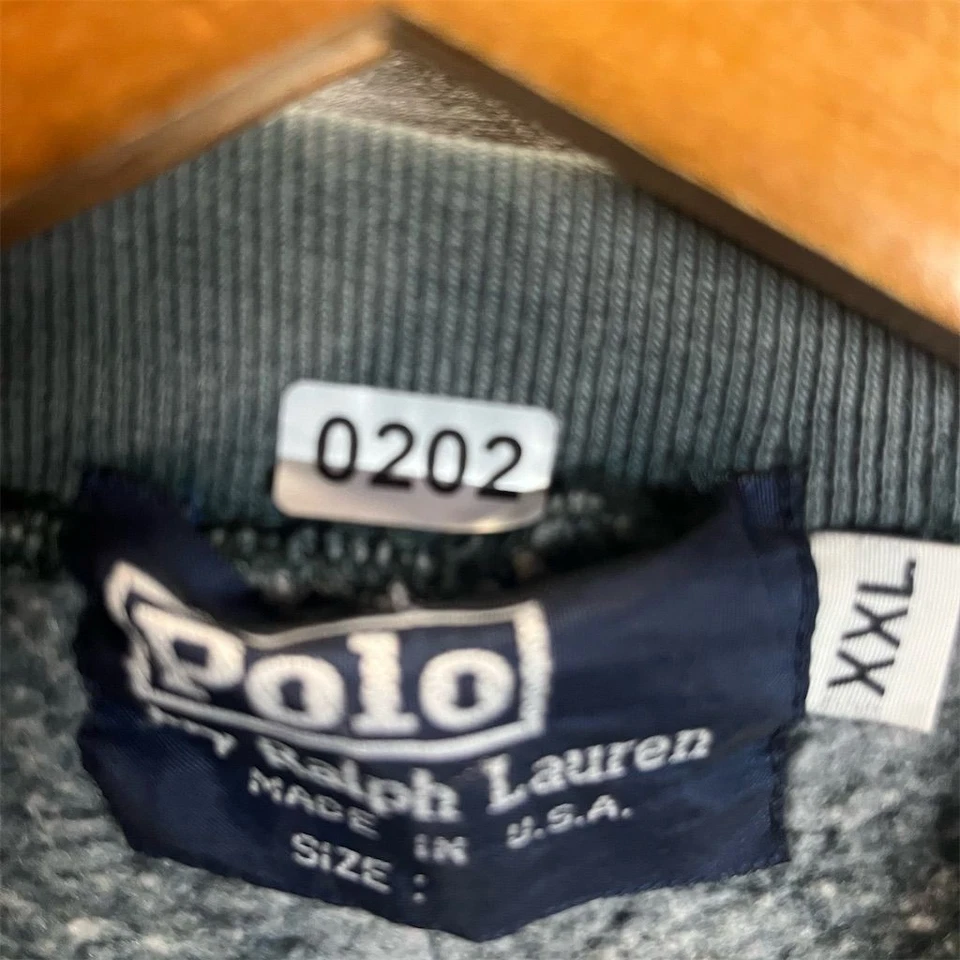 0202
Polo
by Ralph Lauren
MADE IN U.S.A.
SIZE :
XXL